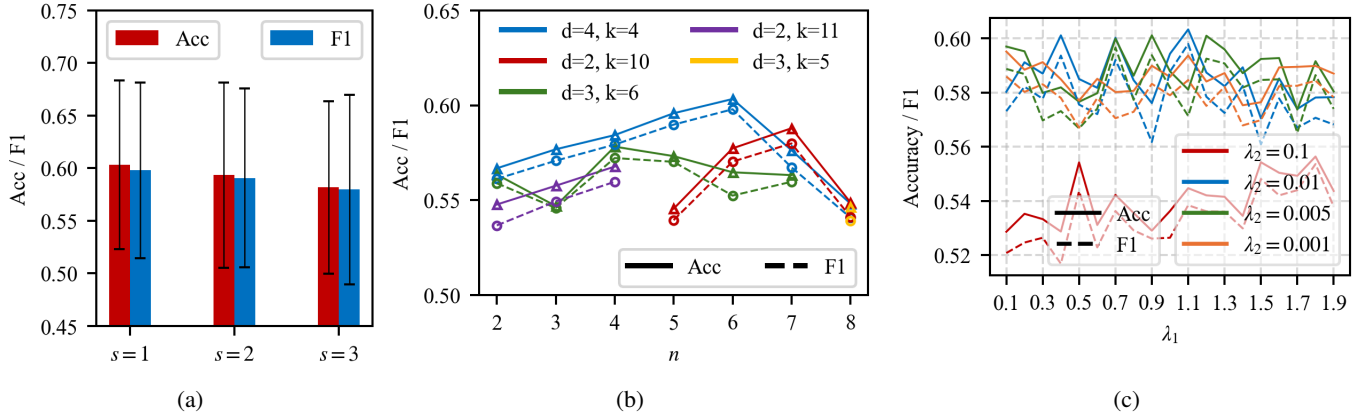 0.75
0.70
0.65
0.60
0.55
0.50
0.45
Acc / F1
Acc
F1
s=1
s=2
s=3
(a)
0.65
0.60
0.55
0.50
Acc / F1
d=4, k=4
d=2, k=10
d=3, k=6
d=2, k=11
d=3, k=5
Acc
F1
2 3 4 5 6 7 8
n
(b)
0.60
0.58
0.56
0.54
0.52
Accuracy / F1
Acc
F1
λ₂=0.1
λ₂=0.01
λ₂=0.005
λ₂=0.001
0.1 0.3 0.5 0.7 0.9 1.1 1.3 1.5 1.7 1.9
λ₁
(c)